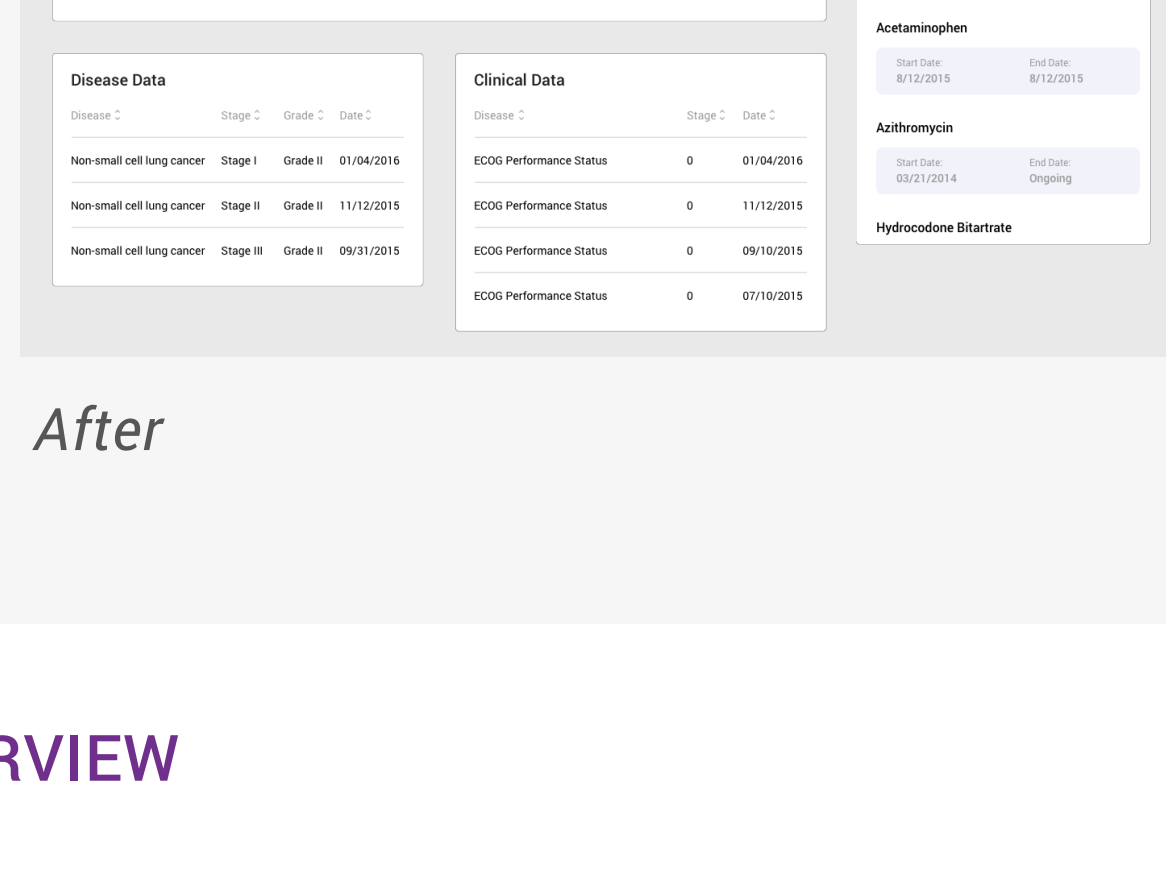 Disease Data
Disease Stage Grade Date
Non-small cell lung cancer Stage I Grade II 01/04/2016
Non-small cell lung cancer Stage II Grade II 11/12/2015
Non-small cell lung cancer Stage III Grade II 09/31/2015
Clinical Data
Disease Stage Date
ECOG Performance Status 0 01/04/2016
ECOG Performance Status 0 11/12/2015
ECOG Performance Status 0 09/10/2015
ECOG Performance Status 0 07/10/2015
Acetaminophen
Start Date: End Date:
8/12/2015 8/12/2015
Azithromycin
Start Date: End Date:
03/21/2014 Ongoing
Hydrocodone Bitartrate
After
RVIEW